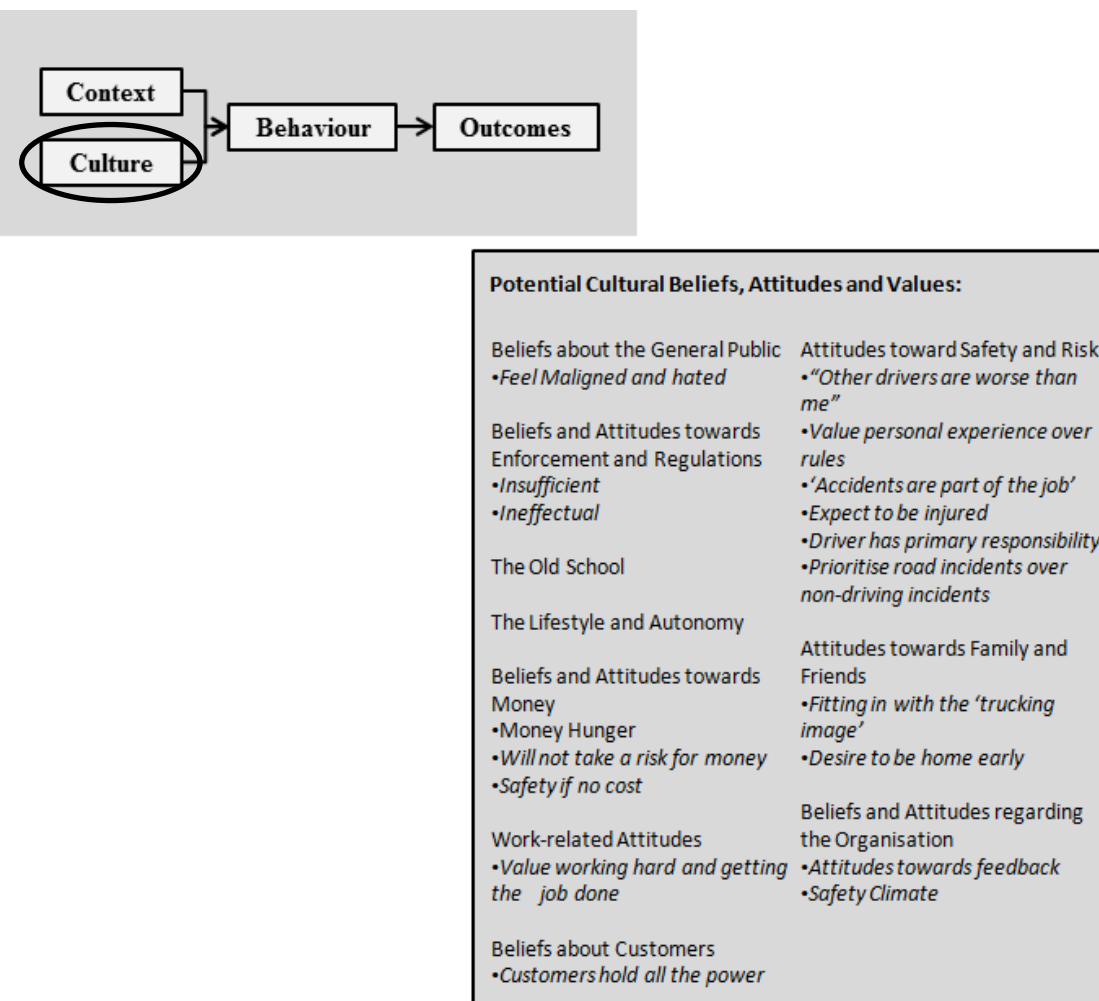 Context
Culture
Behaviour
Outcomes
Potential Cultural Beliefs, Attitudes and Values:
Beliefs about the General Public
•Feel Maligned and hated
Beliefs and Attitudes towards
Enforcement and Regulations
•Insufficient
•Ineffectual
The Old School
The Lifestyle and Autonomy
Beliefs and Attitudes towards
Money
•Money Hunger
•Will not take a risk for money
•Safety if no cost
Work-related Attitudes
•Value working hard and getting
the job done
Beliefs about Customers
•Customers hold all the power
Attitudes toward Safety and Risk
•"Other drivers are worse than
me"
•Value personal experience over
rules
•‘Accidents are part of the job’
•Expect to be injured
•Driver has primary responsibility
•Prioritise road incidents over
non-driving incidents
Attitudes towards Family and
Friends
•Fitting in with the ‘trucking
image’
•Desire to be home early
Beliefs and Attitudes regarding
the Organisation
•Attitudes towards feedback
•Safety Climate